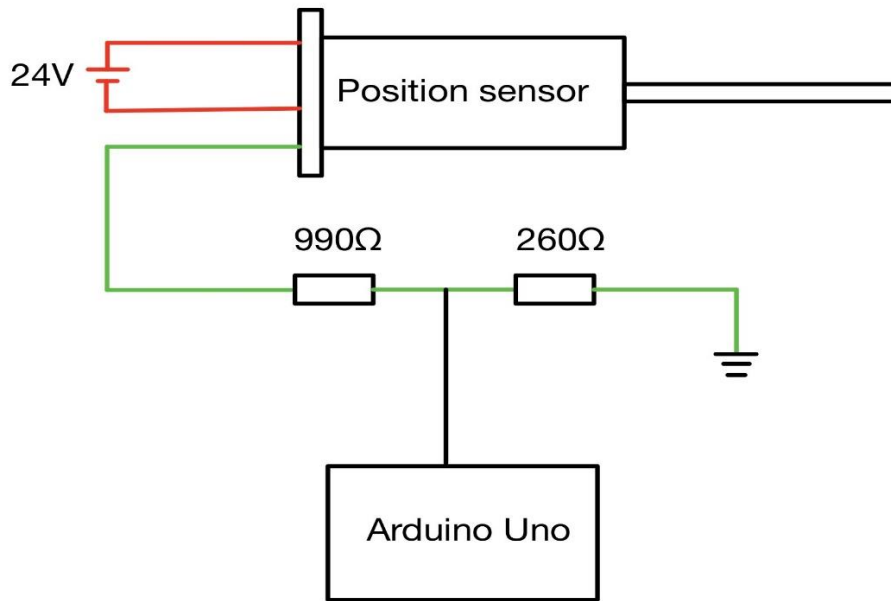 24V
Position sensor
990Ω
260Ω
Arduino Uno